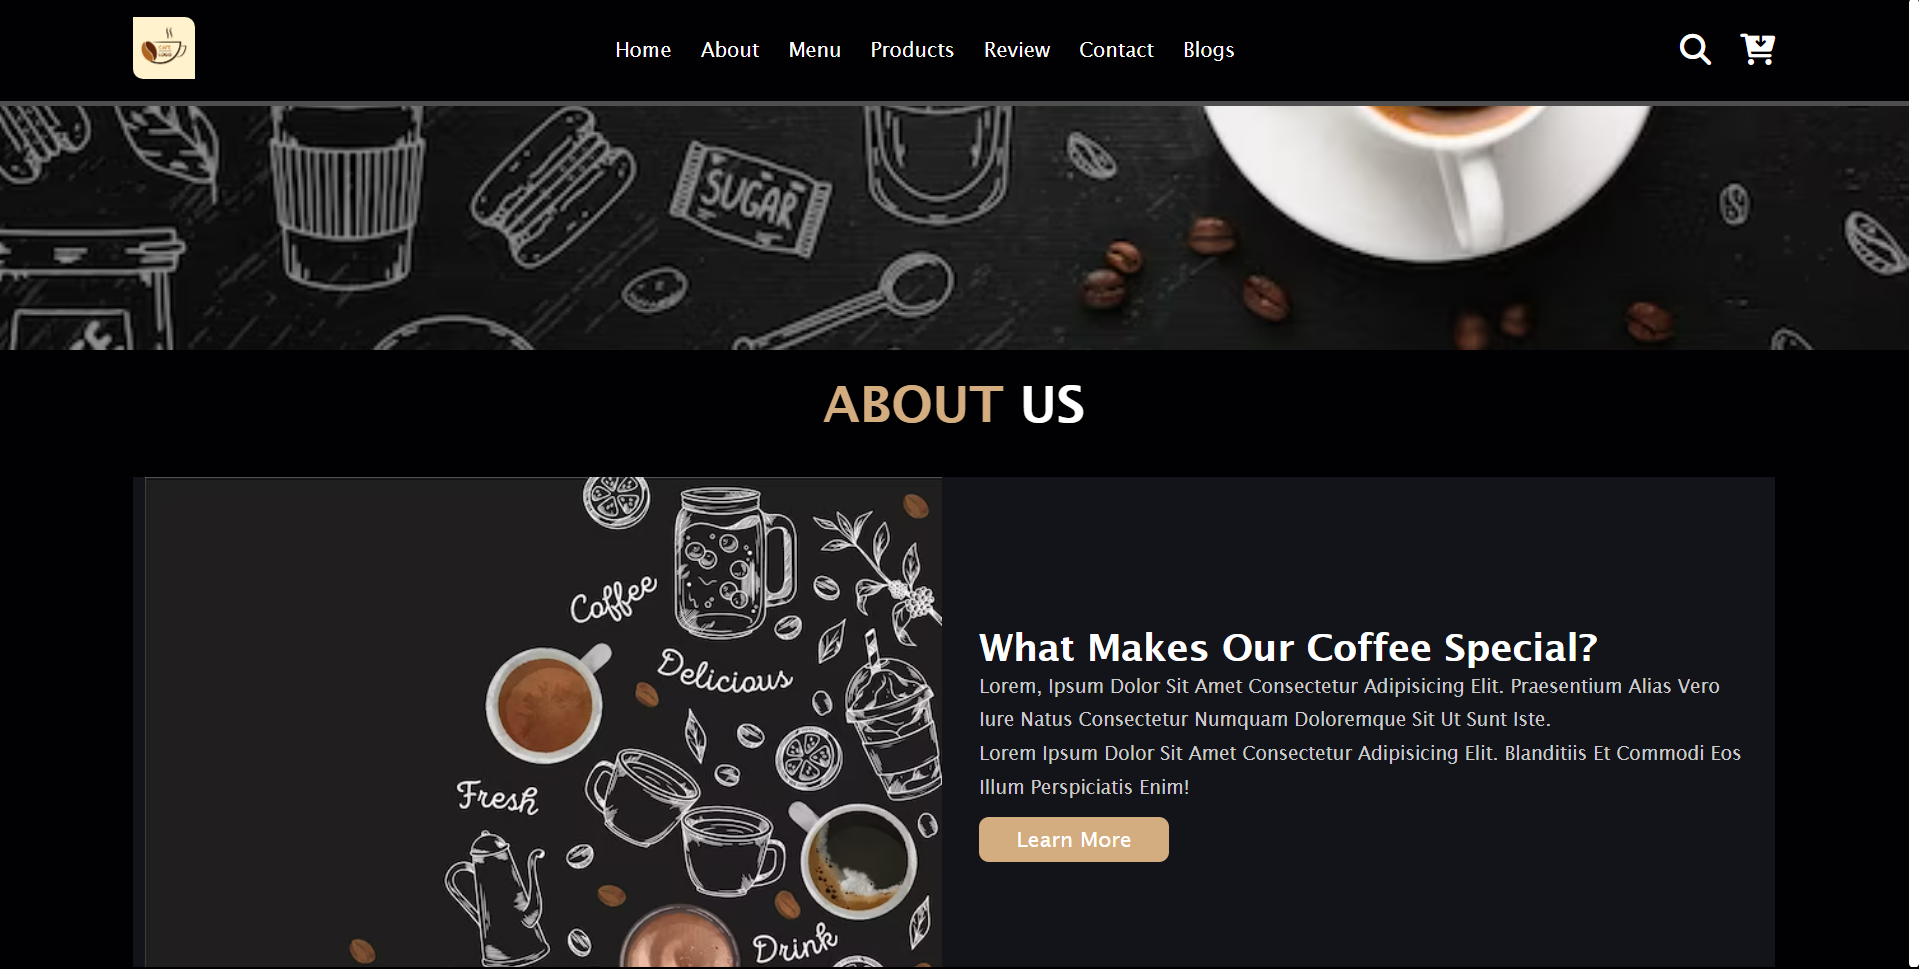 CAFE
LOGO
Home About Menu Products Review Contact Blogs
SUGAR
ABOUT US
Coffee
Delicious
Fresh
Drink
What Makes Our Coffee Special?
Lorem, Ipsum Dolor Sit Amet Consectetur Adipisicing Elit. Praesentium Alias Vero
Iure Natus Consectetur Numquam Doloremque Sit Ut Sunt Iste.
Lorem Ipsum Dolor Sit Amet Consectetur Adipisicing Elit. Blanditiis Et Commodi Eos
Illum Perspiciatis Enim!
Learn More